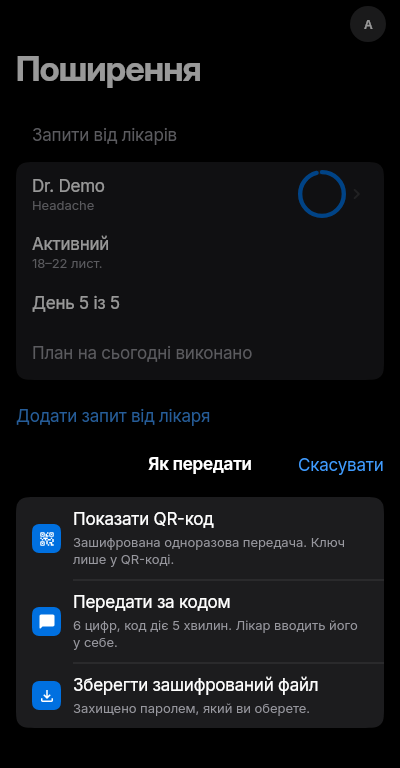 A
Поширення
Запити від лікарів
Dr. Demo
Headache
Активний
18–22 лист.
День 5 із 5
План на сьогодні виконано
Додати запит від лікаря
Як передати
Скасувати
Показати QR-код
Зашифрована одноразова передача. Ключ
лише у QR-коді.
Передати за кодом
6 цифр, код діє 5 хвилин. Лікар вводить його
у себе.
Зберегти зашифрований файл
Захищено паролем, який ви оберете.